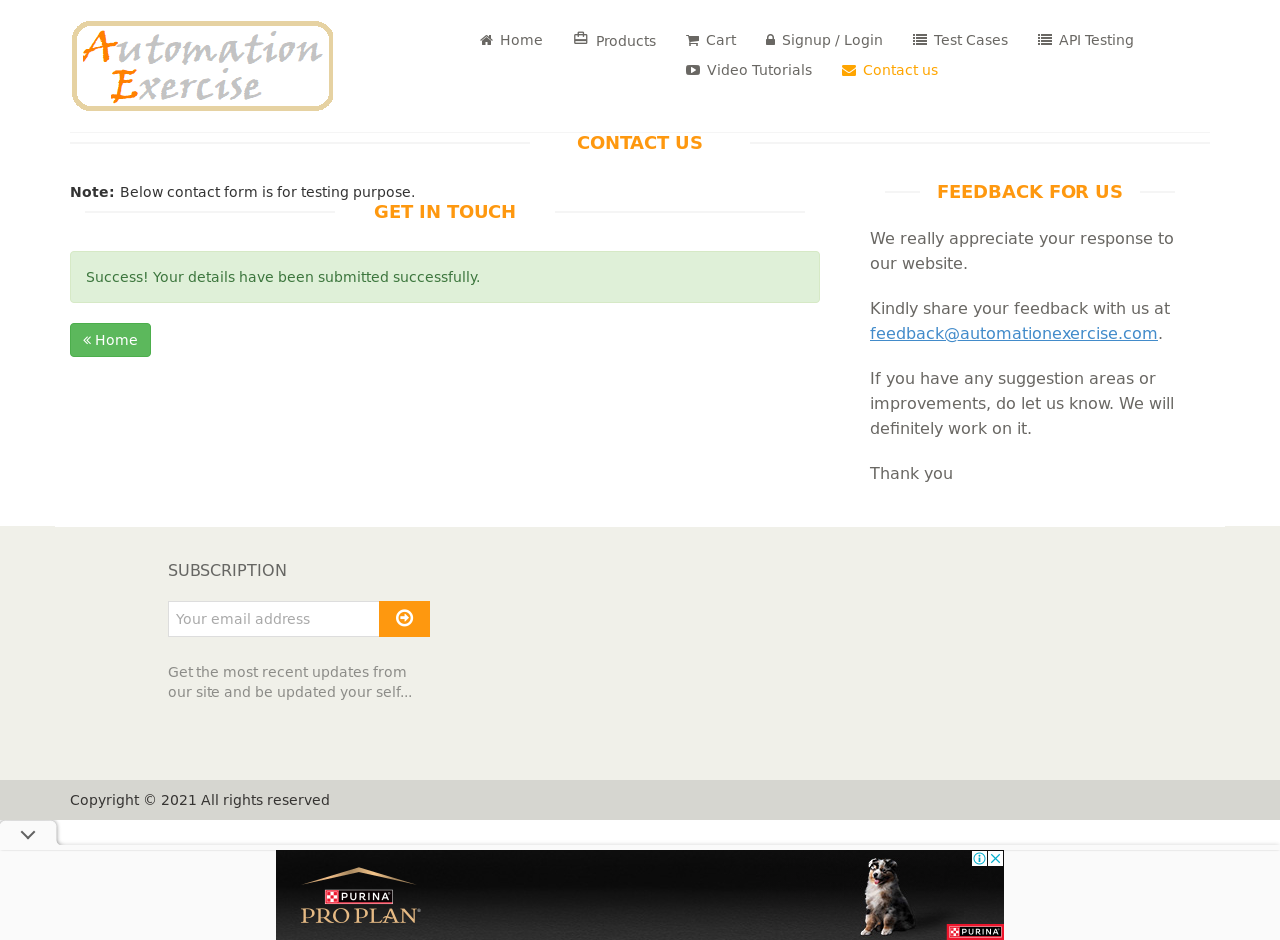 Automation
Exercise
Home
Products
Cart
Signup / Login
Test Cases
API Testing
Video Tutorials
Contact us
CONTACT US
Note: Below contact form is for testing purpose.
GET IN TOUCH
Success! Your details have been submitted successfully.
« Home
FEEDBACK FOR US
We really appreciate your response to
our website.
Kindly share your feedback with us at
feedback@automationexercise.com.
If you have any suggestion areas or
improvements, do let us know. We will
definitely work on it.
Thank you
SUBSCRIPTION
Your email address
Get the most recent updates from
our site and be updated your self...
Copyright © 2021 All rights reserved
PURINA
PRO PLAN
PURINA